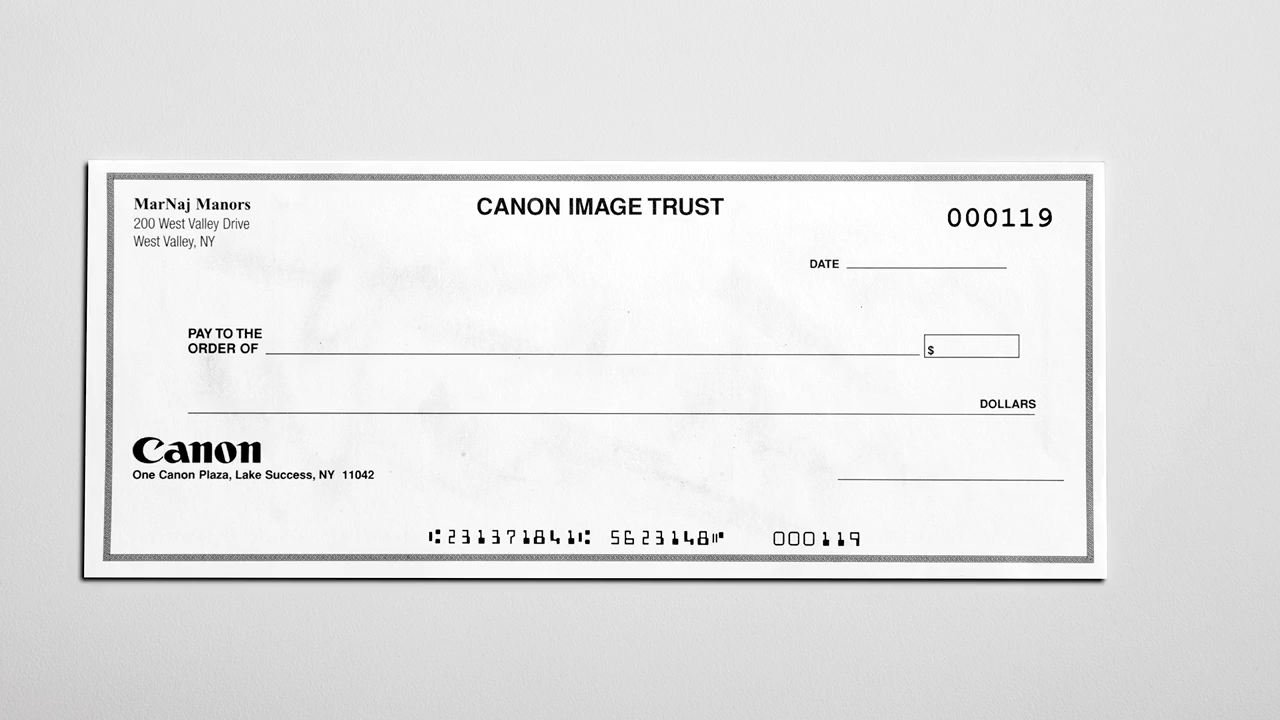 MarNaj Manors
200 West Valley Drive
West Valley, NY
CANON IMAGE TRUST
000119
DATE
PAY TO THE
ORDER OF
$
DOLLARS
Canon
One Canon Plaza, Lake Success, NY 11042
⑆231371841⑆ 5623148⑈ 000119